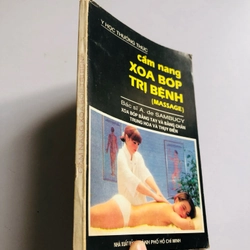 Y HỌC THƯỜNG THỨC
cẩm nang
XOA BÓP
TRỊ BỆNH
(MASSAGE)
Bác sĩ A. de SAMBUCY
XOA BÓP BẰNG TAY VÀ BẰNG CHÂN
TRUNG HOA VÀ THỤY ĐIỂN
NHÀ XUẤT BẢN THÀNH PHỐ HỒ CHÍ MINH